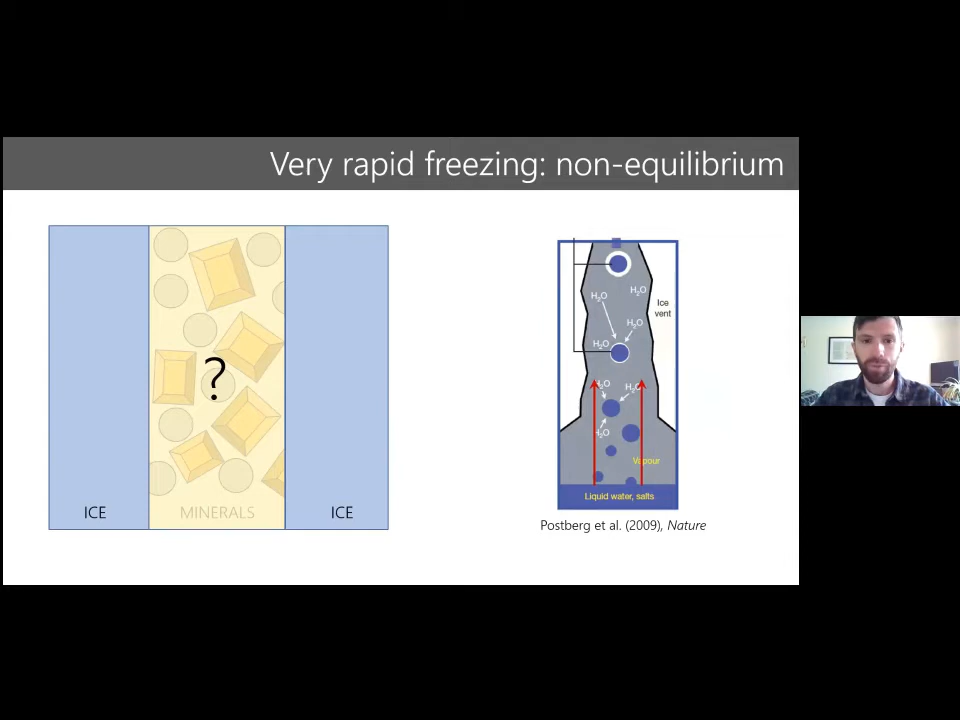 Very rapid freezing: non-equilibrium
?
ICE
MINERALS
ICE
H₂O
H₂O
Ice
vent
H₂O
H₂O
H₂O
H₂O
Vapour
Liquid water, salts
Postberg et al. (2009), Nature